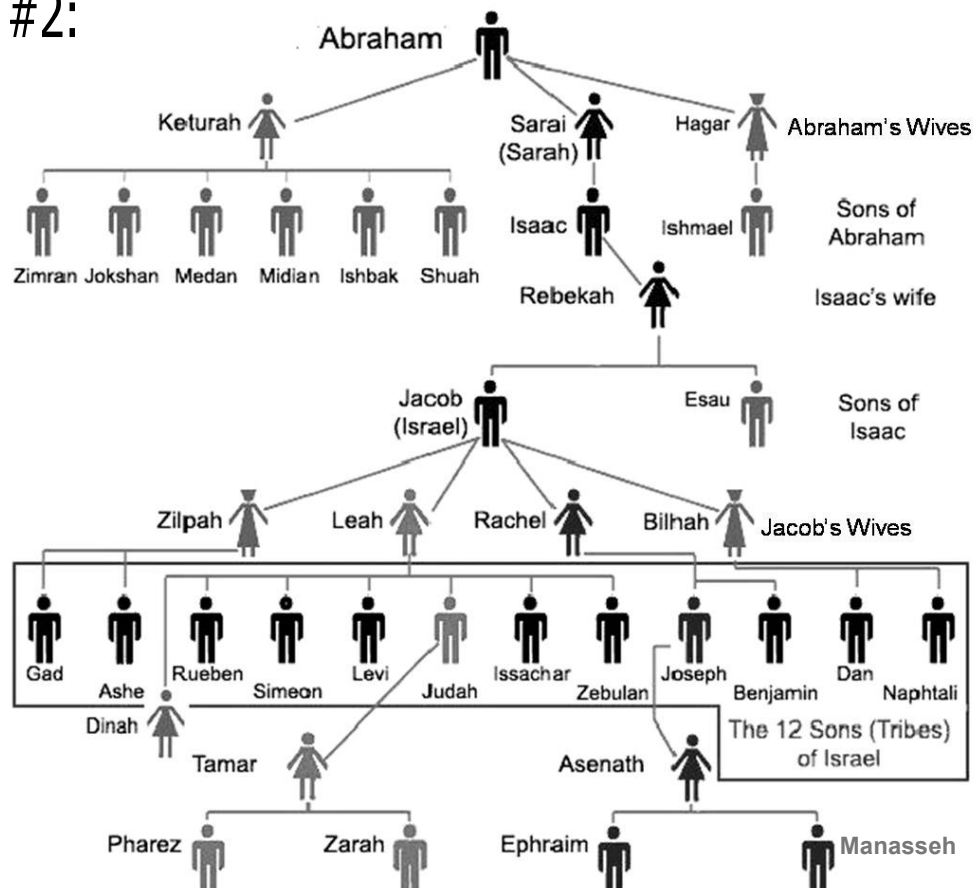 #2:
Abraham
Keturah
Sarai
(Sarah)
Hagar
Abraham's Wives
Zimran Jokshan Medan Midian Ishbak Shuah
Isaac
Ishmael
Sons of
Abraham
Rebekah
Isaac's wife
Jacob
(Israel)
Esau
Sons of
Isaac
Zilpah
Leah
Rachel
Bilhah
Jacob's Wives
Gad
Ashe
Rueben
Simeon
Levi
Judah
Issachar
Zebulan
Joseph
Benjamin
Dan
Naphtali
Dinah
The 12 Sons (Tribes)
of Israel
Tamar
Asenath
Pharez
Zarah
Ephraim
Manasseh